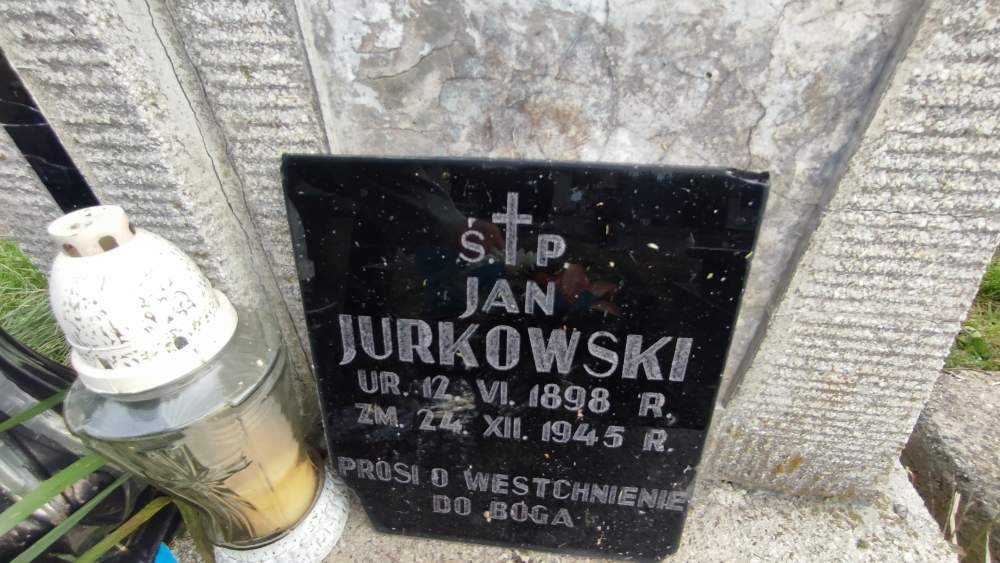 Ś.P
JAN
JURKOWSKI
UR. 12. VI. 1898 R.
ZM. 24. XII. 1945 R.
PROSI O WESTCHNIENIE
DO BOGA